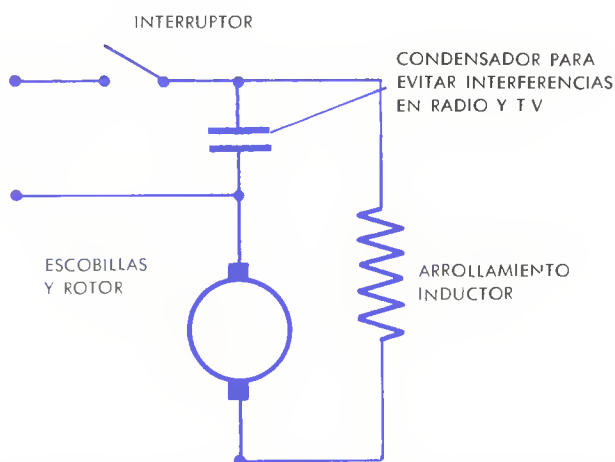 INTERRUPTOR
CONDENSADOR PARA
EVITAR INTERFERENCIAS
EN RADIO Y T V
ESCOBILLAS
Y ROTOR
ARROLLAMIENTO
INDUCTOR